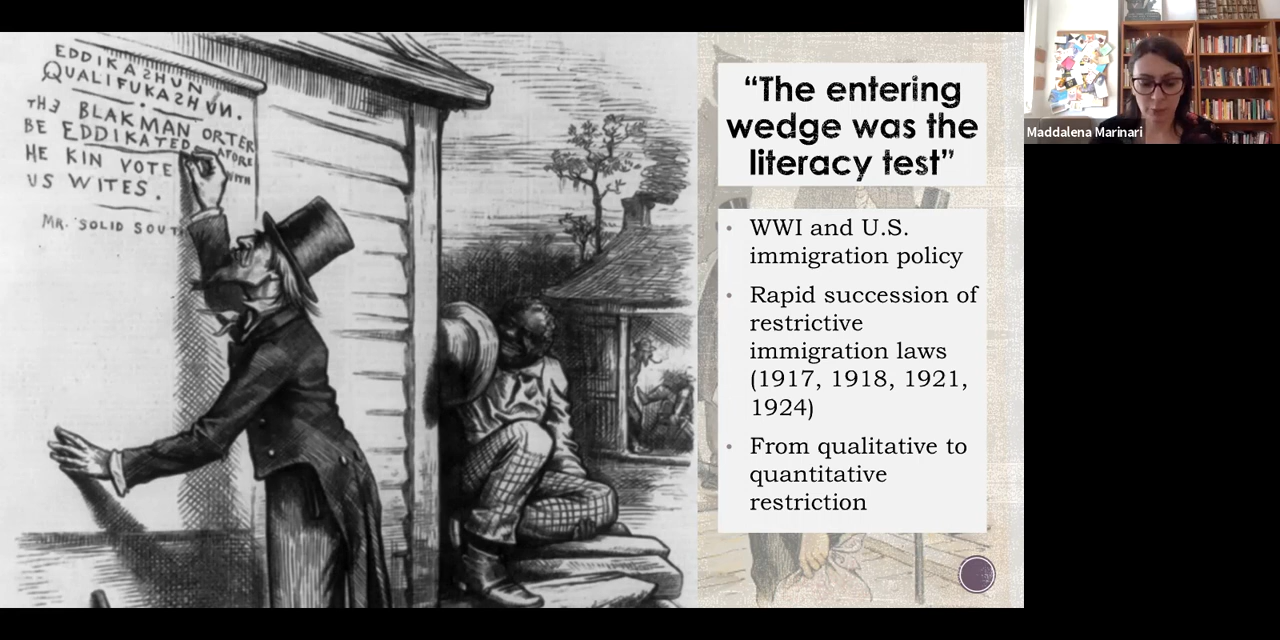 EDDIKASHUN
QUALIFUKASHUN.
THE BLAKMAN ORTER
BE EDDIKATED AFORE
HE KIN VOTE WITH
US WITES.
MR. SOLID SOUT
“The entering
wedge was the
literacy test”
• WWI and U.S.
immigration policy
• Rapid succession of
restrictive
immigration laws
(1917, 1918, 1921,
1924)
• From qualitative to
quantitative
restriction
Maddalena Marinari